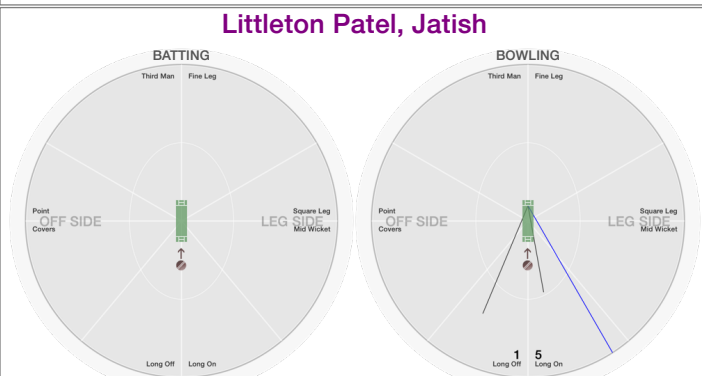 Littleton Patel, Jatish
BATTING
Third Man Fine Leg
Point
OFF SIDE
Covers
Square Leg
LEG SIDE
Mid Wicket
Long Off Long On
BOWLING
Third Man Fine Leg
Point
OFF SIDE
Covers
Square Leg
LEG SIDE
Mid Wicket
1 5
Long Off Long On